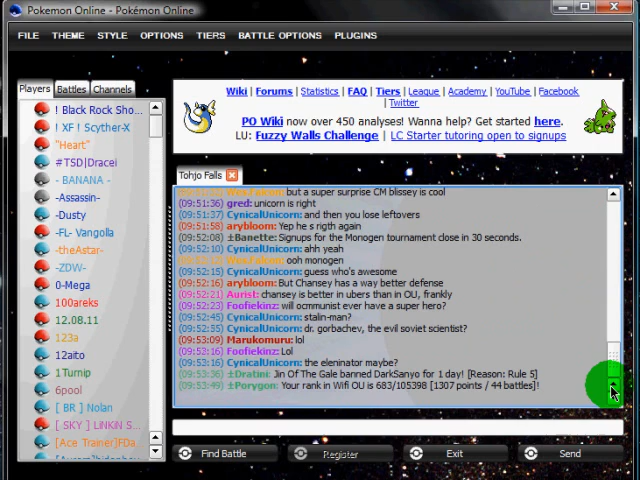 Pokemon Online - Pokémon Online
FILE THEME STYLE OPTIONS TIERS BATTLE OPTIONS PLUGINS
Players Battles Channels
! Black Rock Sho...
! XF ! Scyther-X
"Heart"
#TSD|Dracei
- BANANA -
-Assassin-
-Dusty
-FL- Vangolla
-theAstar-
-ZDW-
0-Mega
100areks
12.08.11
123a
12aito
1Turnip
6pool
[ BR ] Nolan
[ SKY ] LiNKiN S...
[Ace Trainer]FDa
Wiki | Forums | Statistics | FAQ | Tiers | League | Academy | YouTube | Facebook
| Twitter
PO Wiki now over 450 analyses! Wanna help? Get started here.
LU: Fuzzy Walls Challenge | LC Starter tutoring open to signups
Tohjo Falls
but a super surprise CM blissey is cool
(09:51:36) gred: unicorn is right
(09:51:37) CynicalUnicorn: and then you lose leftovers
(09:51:58) arybloom: Yep he s rigth again
(09:52:08) ±Banette: Signups for the Monogen tournament close in 30 seconds.
(09:52:10) CynicalUnicorn: ahh yeah
ooh monogen
(09:52:15) CynicalUnicorn: guess who's awesome
(09:52:16) arybloom: But Chansey has a way better defense
(09:52:21) Aurist: chansey is better in ubers than in OU, frankly
(09:52:23) Foofiekinz: will ocmmunist ever have a super hero?
(09:52:45) CynicalUnicorn: stalin-man?
(09:52:55) CynicalUnicorn: dr. gorbachev, the evil soviet scientist?
(09:53:09) Marukomuru: lol
(09:52:16) Foofiekinz: Lol
(09:52:16) CynicalUnicorn: the eleninator maybe?
(09:53:36) ±Dratini: Jin Of The Gale banned DarkSanyo for 1 day! [Reason: Rule 5]
(09:53:49) ±Porygon: Your rank in Wifi OU is 683/105398 [1307 points / 44 battles]!
Find Battle Register Exit Send